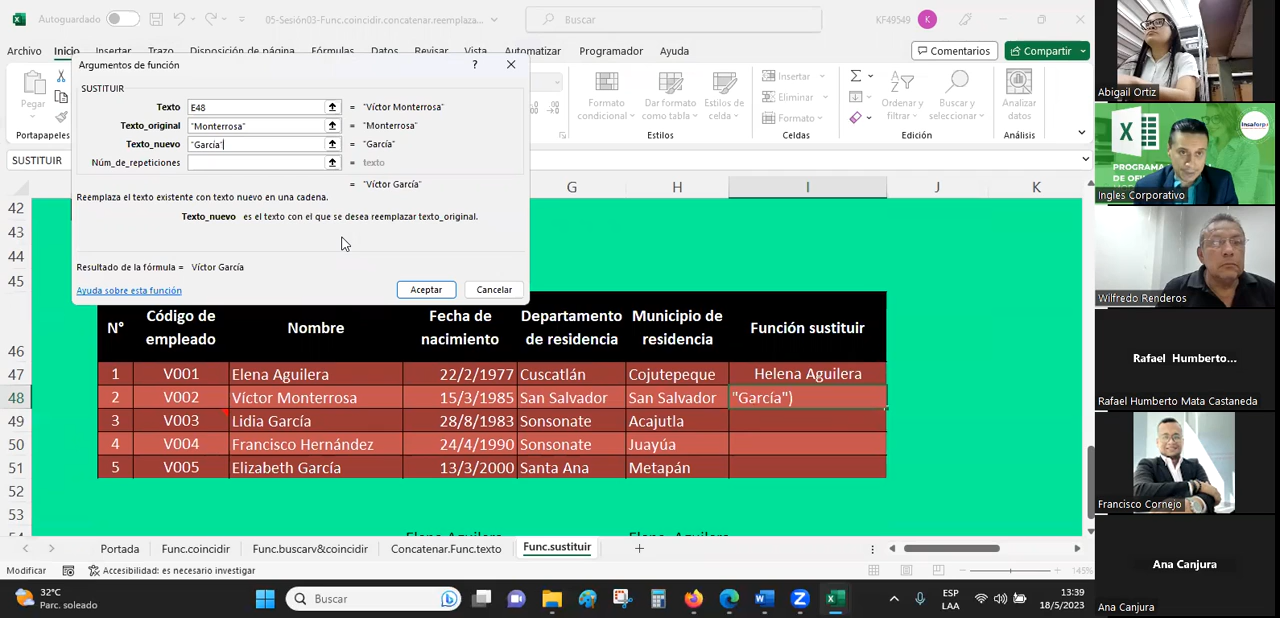 Autoguardado
05-Sesión03-Func.coincidir.concatenar.reemplaza...
Buscar
KF49549
K
Archivo Inicio Insertar Trazo Disposición de página Fórmulas Datos Revisar Vista Automatizar Programador Ayuda
Comentarios
Compartir
Argumentos de función
?
SUSTITUIR
Texto E48 = "Víctor Monterrosa"
Texto_original "Monterrosa" = "Monterrosa"
Texto_nuevo "García" = "García"
Núm_de_repeticiones = texto
= "Víctor García"
Reemplaza el texto existente con texto nuevo en una cadena.
Texto_nuevo es el texto con el que se desea reemplazar texto_original.
Resultado de la fórmula = Víctor García
Ayuda sobre esta función
Aceptar
Cancelar
Pegar
Portapapeles
Formato condicional
Dar formato como tabla
Estilos de celda
Estilos
Insertar
Eliminar
Formato
Celdas
Ordenar y filtrar
Buscar y seleccionar
Edición
Analizar datos
Análisis
SUSTITUIR
G H I J K
42
43
44
45
46 N° Código de empleado Nombre Fecha de nacimiento Departamento de residencia Municipio de residencia Función sustituir
47 1 V001 Elena Aguilera 22/2/1977 Cuscatlán Cojutepeque Helena Aguilera
48 2 V002 Víctor Monterrosa 15/3/1985 San Salvador San Salvador "García")
49 3 V003 Lidia García 28/8/1983 Sonsonate Acajutla
50 4 V004 Francisco Hernández 24/4/1990 Sonsonate Juayúa
51 5 V005 Elizabeth García 13/3/2000 Santa Ana Metapán
52
53
Portada Func.coincidir Func.buscarv&coincidir Concatenar.Func.texto Func.sustituir
Modificar
Accesibilidad: es necesario investigar
145%
32°C
Parc. soleado
Buscar
ESP
LAA
13:39
18/5/2023
Abigail Ortiz
PROGRAMA
DE OFI
Insaforp
Ingles Corporativo
Wilfredo Renderos
Rafael Humberto...
Rafael Humberto Mata Castaneda
Francisco Cornejo
Ana Canjura
Ana Canjura